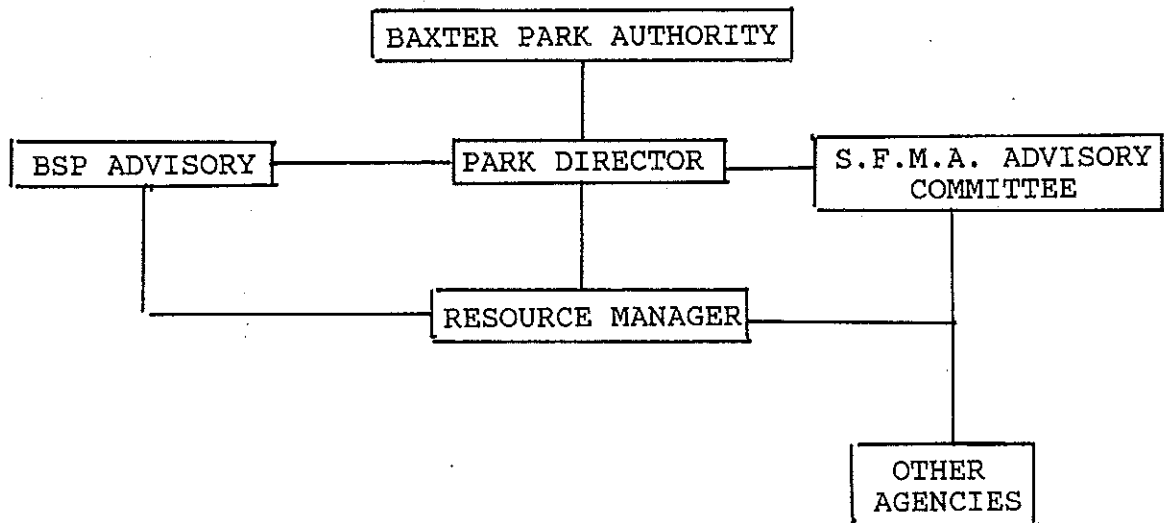 BAXTER PARK AUTHORITY
BSP ADVISORY
PARK DIRECTOR
S.F.M.A. ADVISORY
COMMITTEE
RESOURCE MANAGER
OTHER
AGENCIES